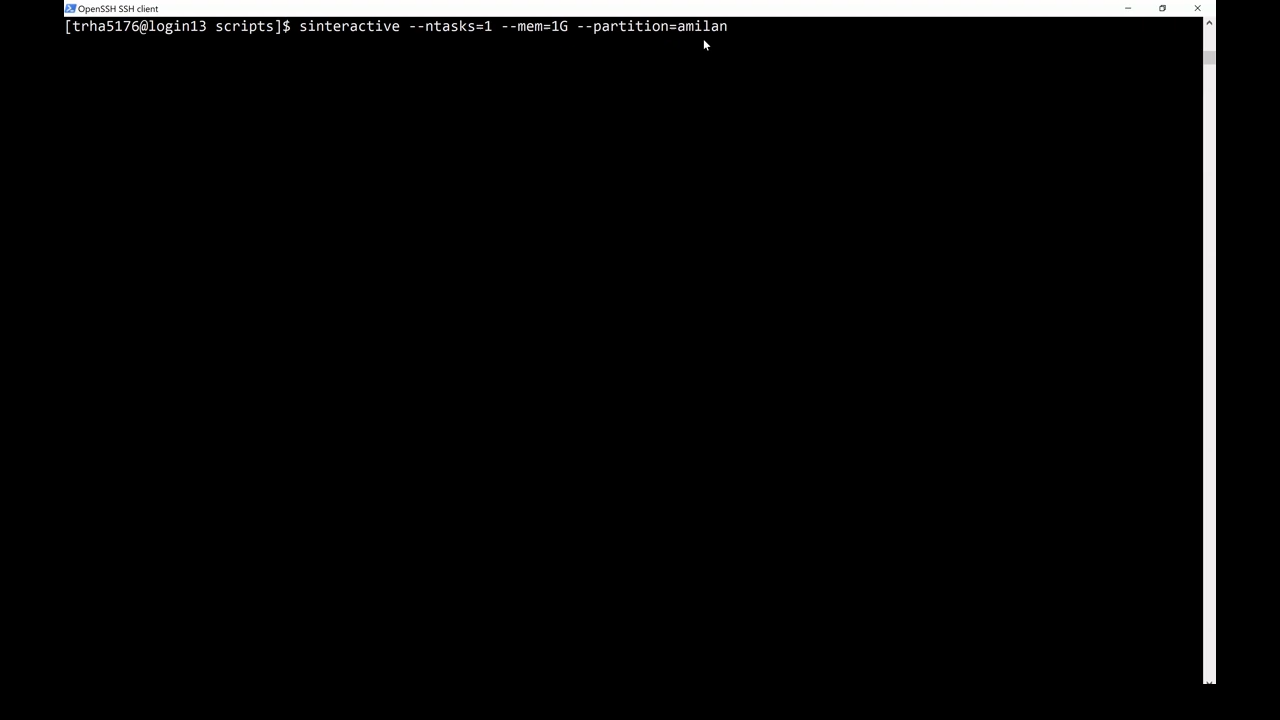 OpenSSH SSH client
[trha5176@login13 scripts]$ sinteractive --ntasks=1 --mem=1G --partition=amilan